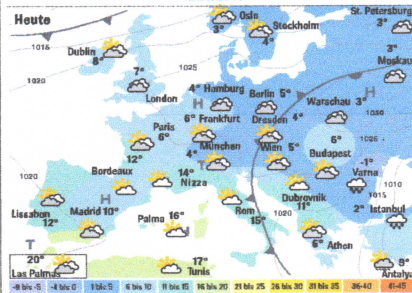 Heute
Oslo
3°
Stockholm
4°
St. Petersburg
3°
1015
Dublin
8°
1025
3°
Moskau
1020
7°
London
4° Hamburg
H
Berlin 5°
Warschau 3°
H
Paris
6°
6° Frankfurt
Dresden 4°
1030
12°
München
4°
T
Wien 5°
6°
Budapest
Bordeaux
14°
Nizza
-1°
Varna
1020
1015
1010
Lissabon
12°
H
Madrid 10°
Palma 16°
Rom
15°
Dubrovnik
11°
1020
2° Istanbul
6° Athen
T
20°
Las Palmas
17°
Tunis
9°
Antalya
-9 bis -5
-4 bis 0
1 bis 5
6 bis 10
11 bis 15
16 bis 20
21 bis 25
26 bis 30
31 bis 35
36-40
41-45